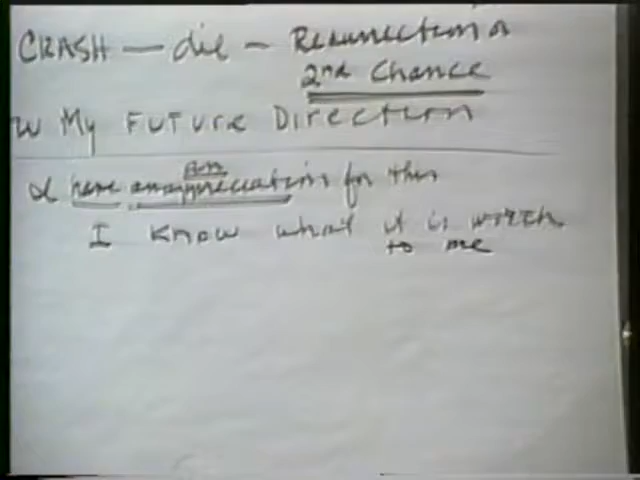 CRASH — die — Resurrection or
2nd Chance
W My Future Direction
I have an appreciation for this
I know what it is worth
to me